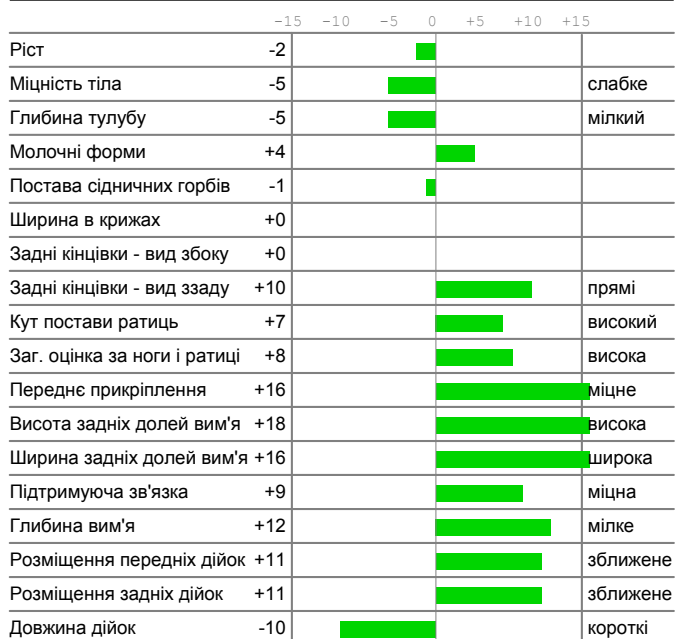 -15 -10 -5 0 +5 +10 +15
Ріст -2
Міцність тіла -5 слабке
Глибина тулубу -5 мілкий
Молочні форми +4
Постава сідничних горбів -1
Ширина в крижах +0
Задні кінцівки - вид збоку +0
Задні кінцівки - вид ззаду +10 прямі
Кут постави ратиць +7 високий
Заг. оцінка за ноги і ратиці +8 висока
Переднє прикріплення +16 міцне
Висота задніх долей вим'я +18 висока
Ширина задніх долей вим'я +16 широка
Підтримуюча зв'язка +9 міцна
Глибина вим'я +12 мілке
Розміщення передніх дійок +11 зближене
Розміщення задніх дійок +11 зближене
Довжина дійок -10 короткі